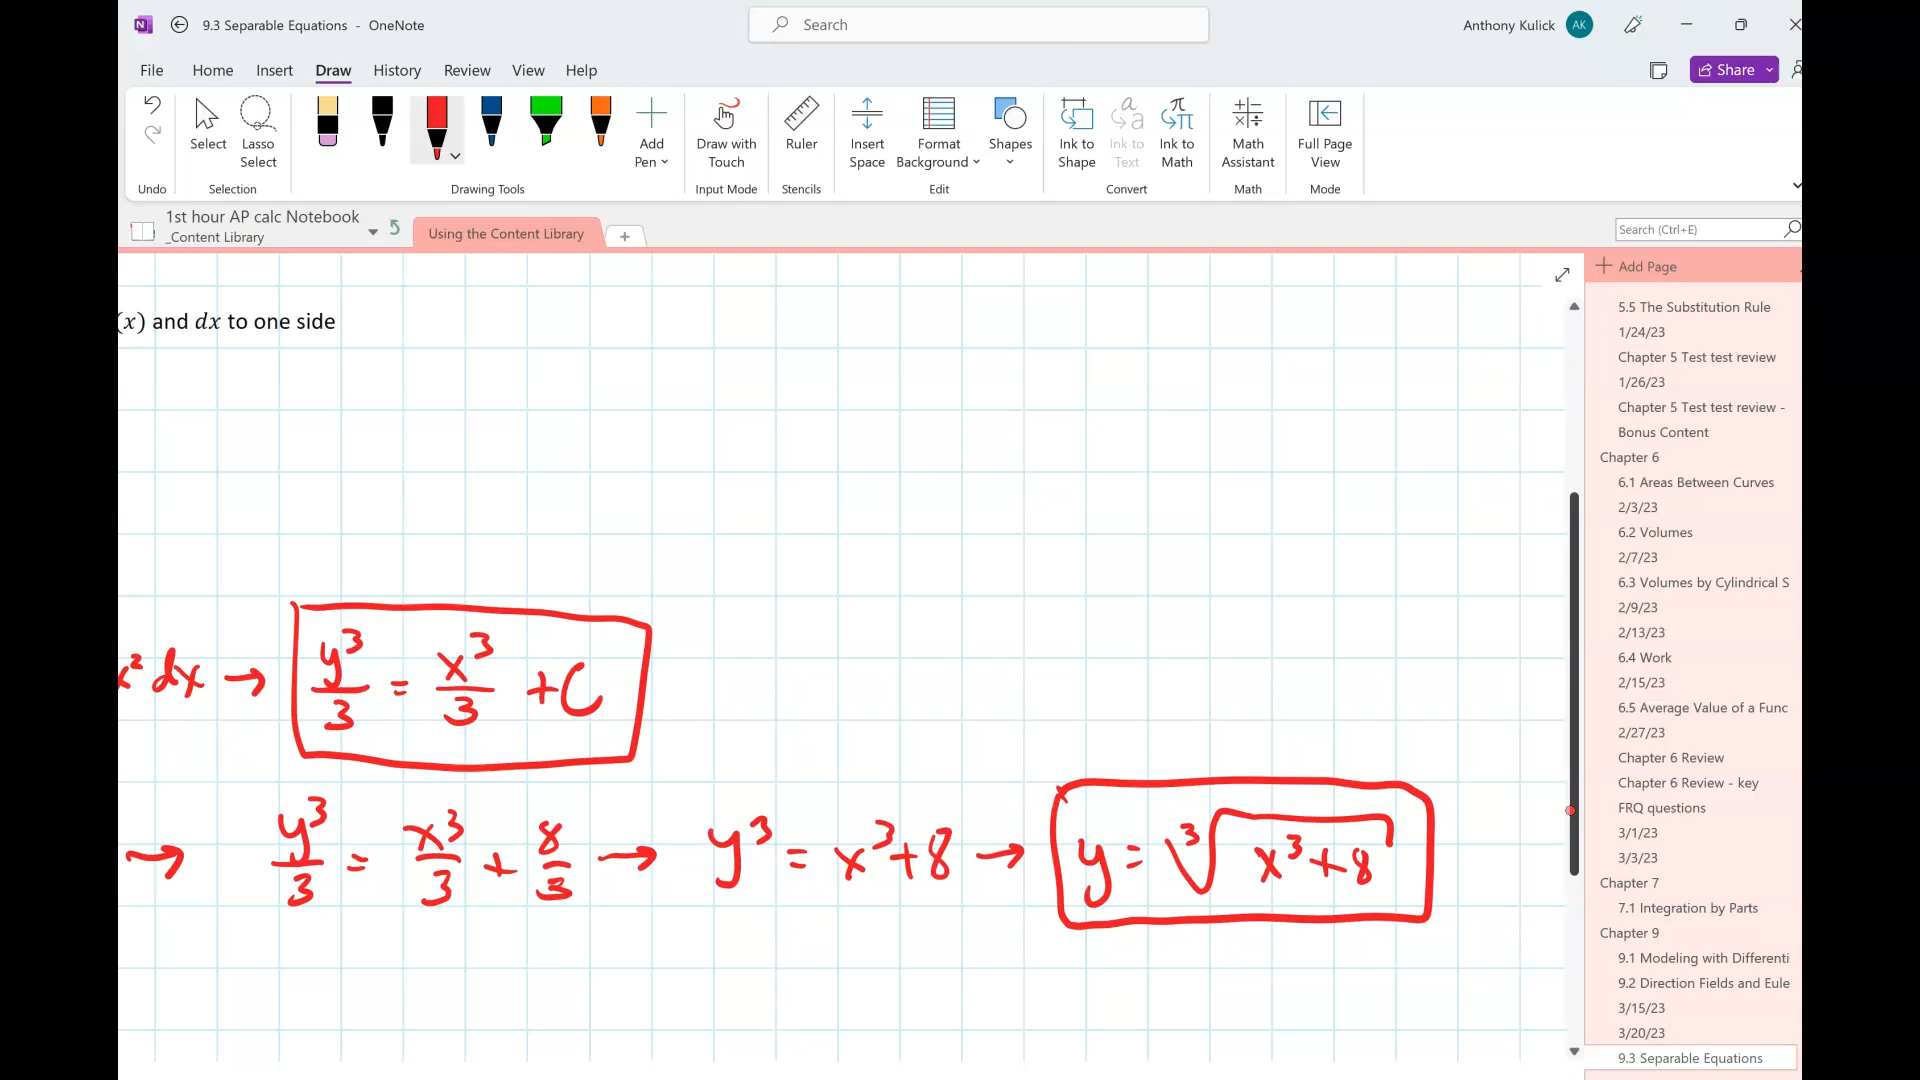 9.3 Separable Equations - OneNote
Search
Anthony Kulick AK
File Home Insert Draw History Review View Help
Share
Select
Lasso Select
Add Pen
Draw with Touch
Ruler
Insert Space
Format Background
Shapes
Ink to Shape
Ink to Text
Ink to Math
Math Assistant
Full Page View
Undo Selection Drawing Tools Input Mode Stencils Edit Convert Math Mode
1st hour AP calc Notebook
_Content Library
Using the Content Library
Search (Ctrl+E)
Add Page
(x) and dx to one side
x² dx → y³/3 = x³/3 + C
→ y³/3 = x³/3 + 8/3 → y³ = x³+8 → y = ∛(x³+8)
5.5 The Substitution Rule
1/24/23
Chapter 5 Test test review
1/26/23
Chapter 5 Test test review -
Bonus Content
Chapter 6
6.1 Areas Between Curves
2/3/23
6.2 Volumes
2/7/23
6.3 Volumes by Cylindrical S
2/9/23
2/13/23
6.4 Work
2/15/23
6.5 Average Value of a Func
2/27/23
Chapter 6 Review
Chapter 6 Review - key
FRQ questions
3/1/23
3/3/23
Chapter 7
7.1 Integration by Parts
Chapter 9
9.1 Modeling with Differenti
9.2 Direction Fields and Eule
3/15/23
3/20/23
9.3 Separable Equations